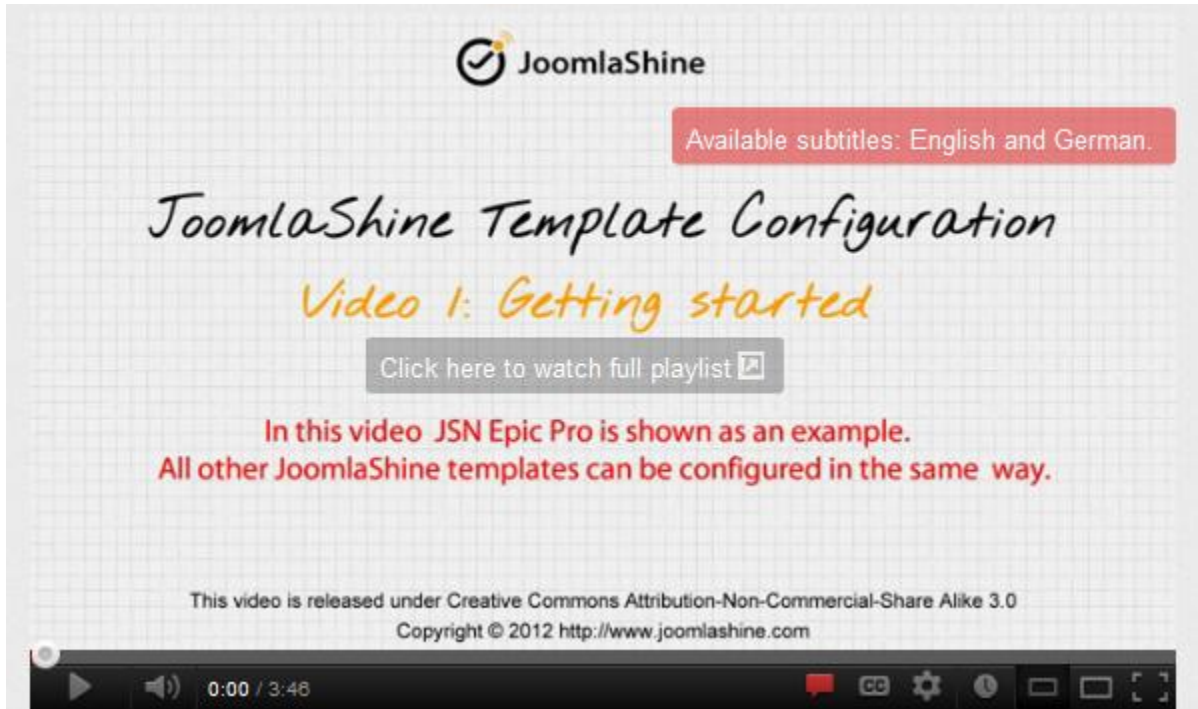 JoomlaShine
Available subtitles: English and German.
JoomlaShine Template Configuration
Video 1: Getting started
Click here to watch full playlist
In this video JSN Epic Pro is shown as an example.
All other JoomlaShine templates can be configured in the same way.
This video is released under Creative Commons Attribution-Non-Commercial-Share Alike 3.0
Copyright © 2012 http://www.joomlashine.com
0:00 / 3:46 CC